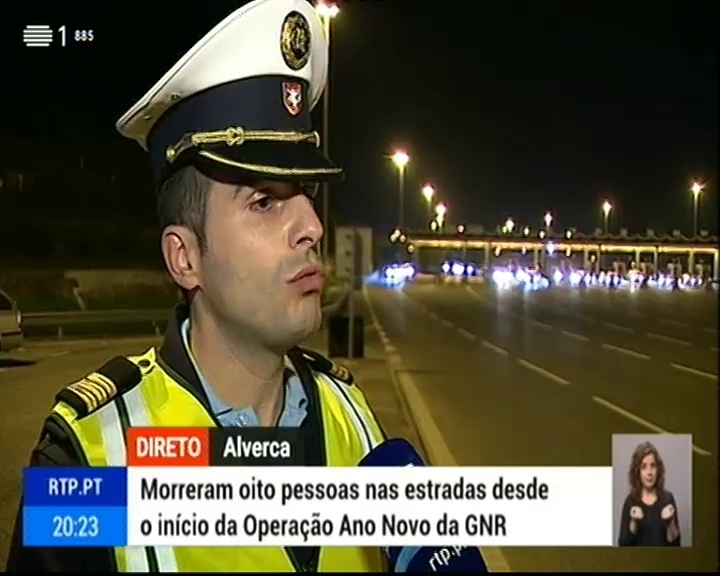 1 885
DIRETO Alverca
RTP.PT
20:23
Morreram oito pessoas nas estradas desde
o início da Operação Ano Novo da GNR
rtp.p